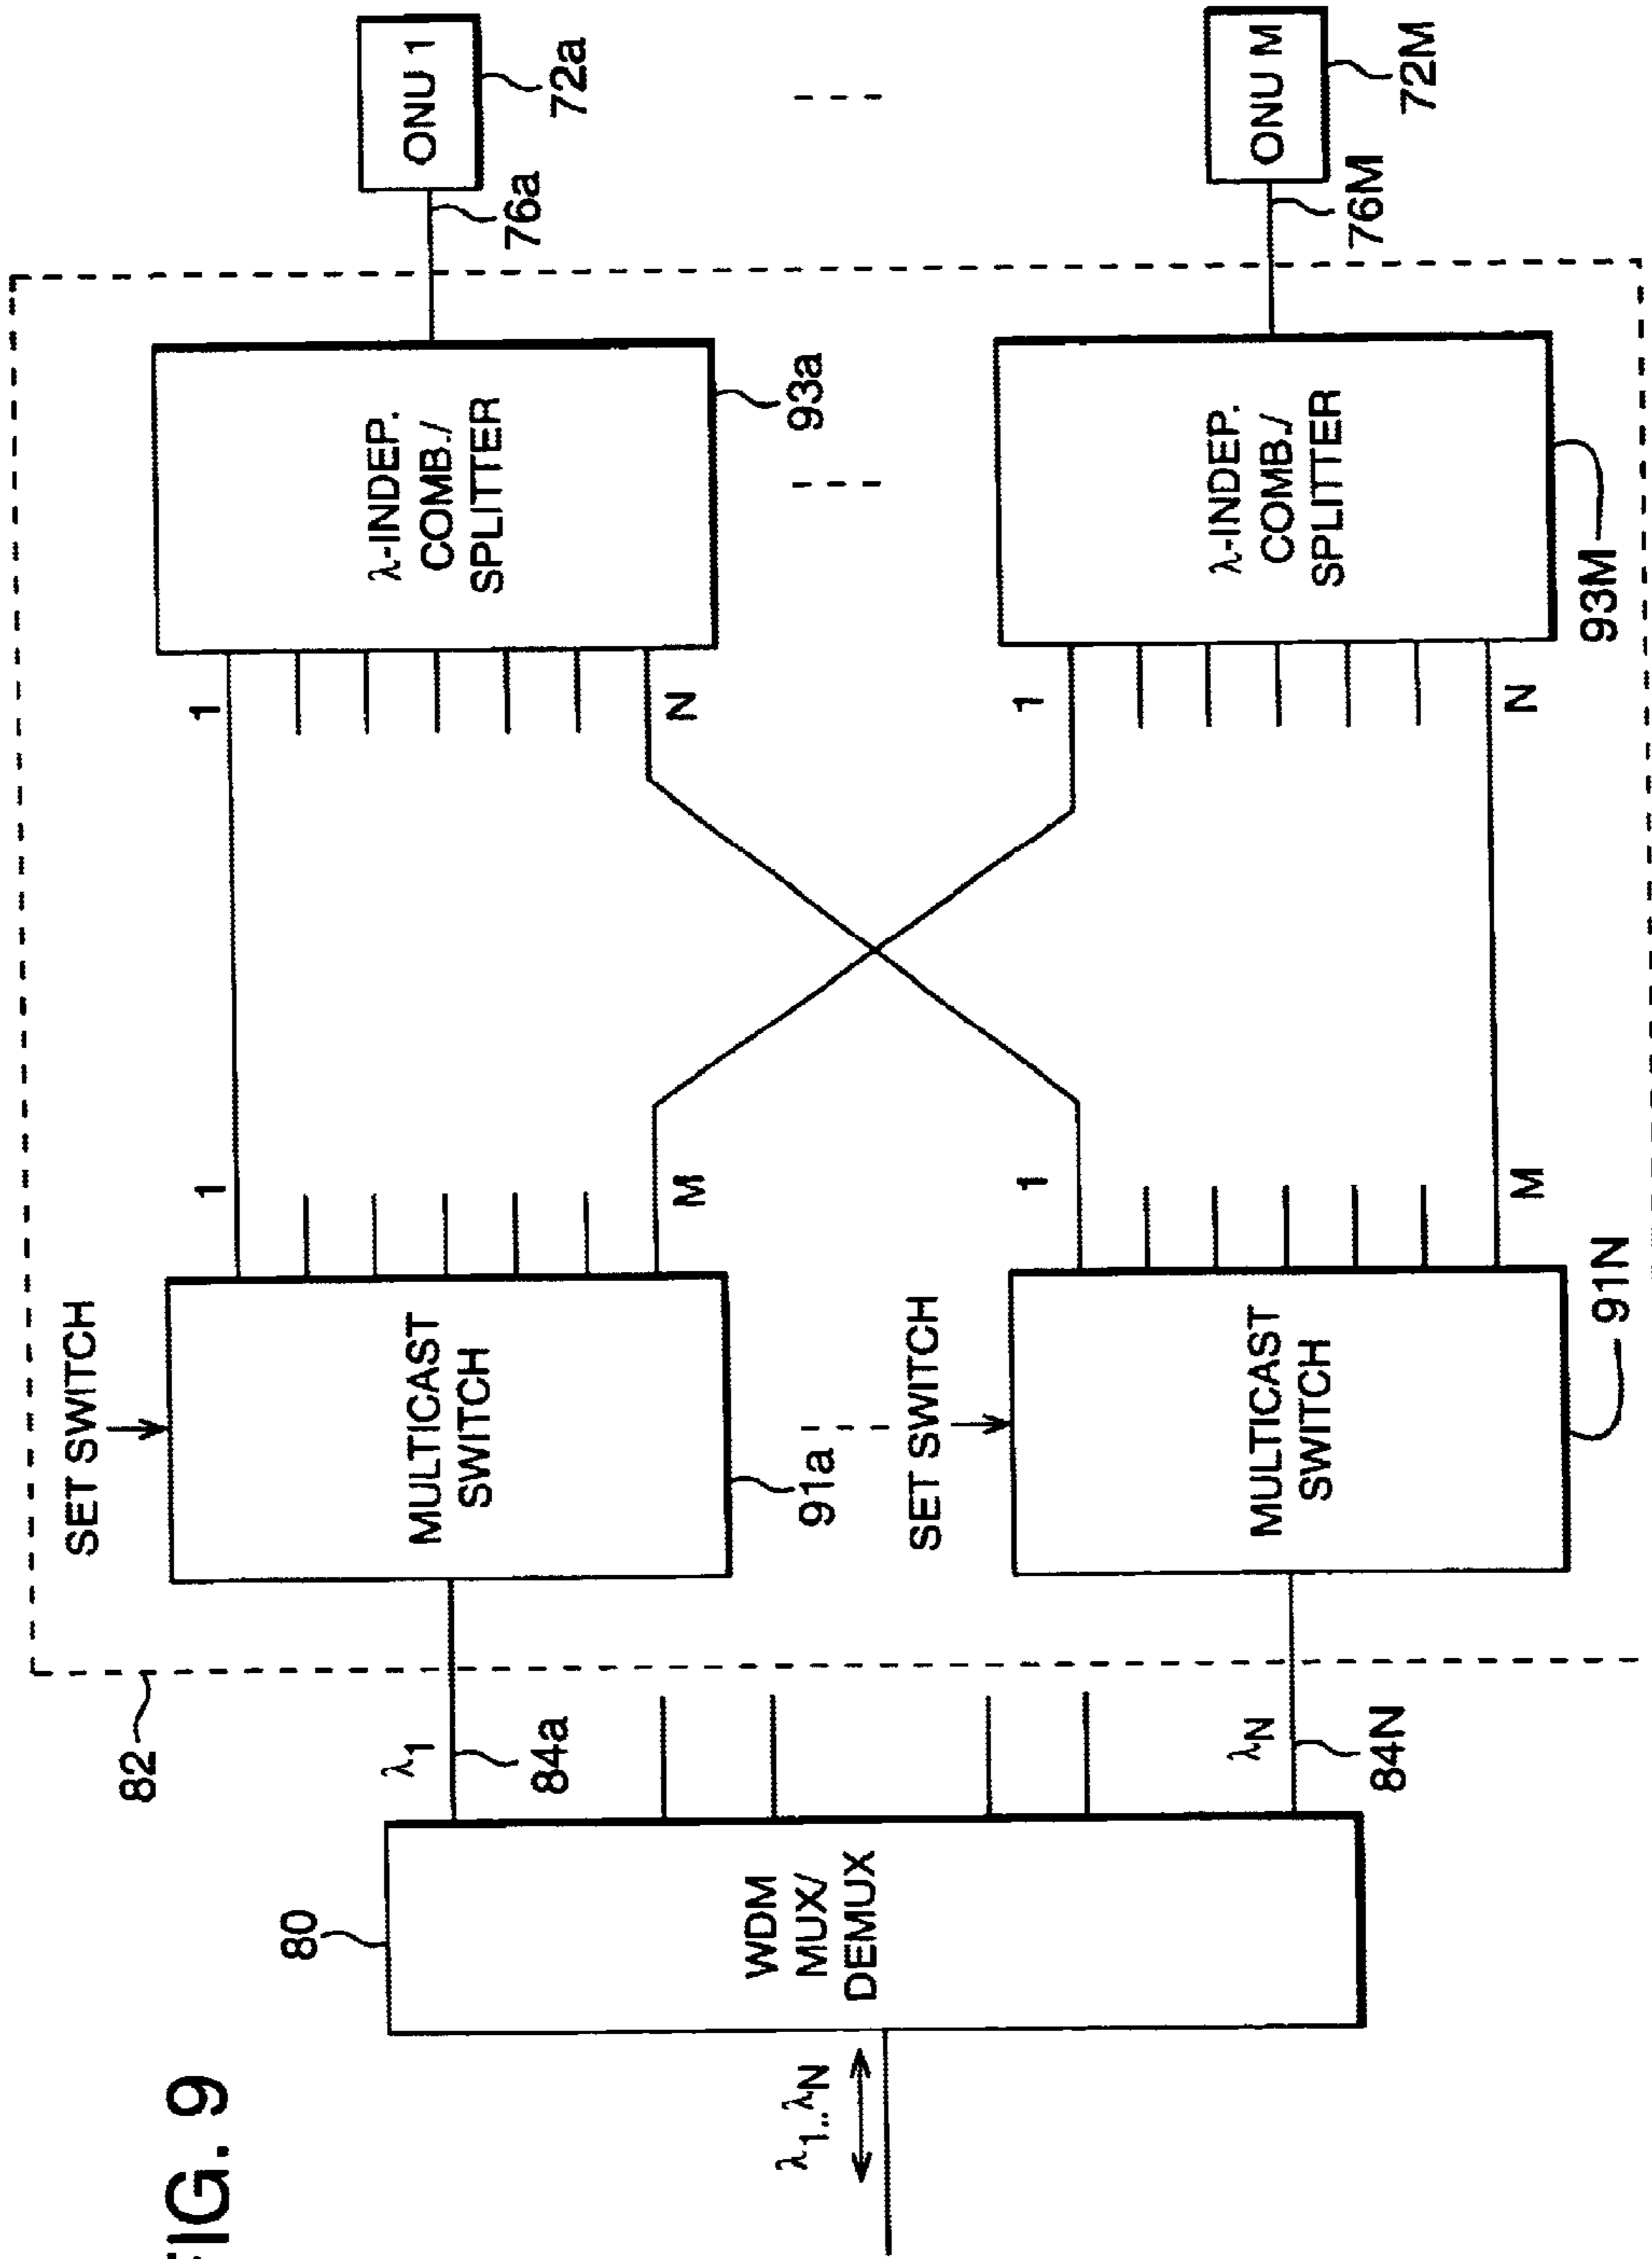 FIG. 9
λ1..λN
80
WDM
MUX/
DEMUX
λ1
84a
λN
84N
82
SET SWITCH
MULTICAST
SWITCH
91a
1
M
SET SWITCH
MULTICAST
SWITCH
91N
1
M
1
N
λ-INDEP.
COMB./
SPLITTER
93a
1
N
λ-INDEP.
COMB./
SPLITTER
93M
76a
ONU 1
72a
76M
ONU M
72M